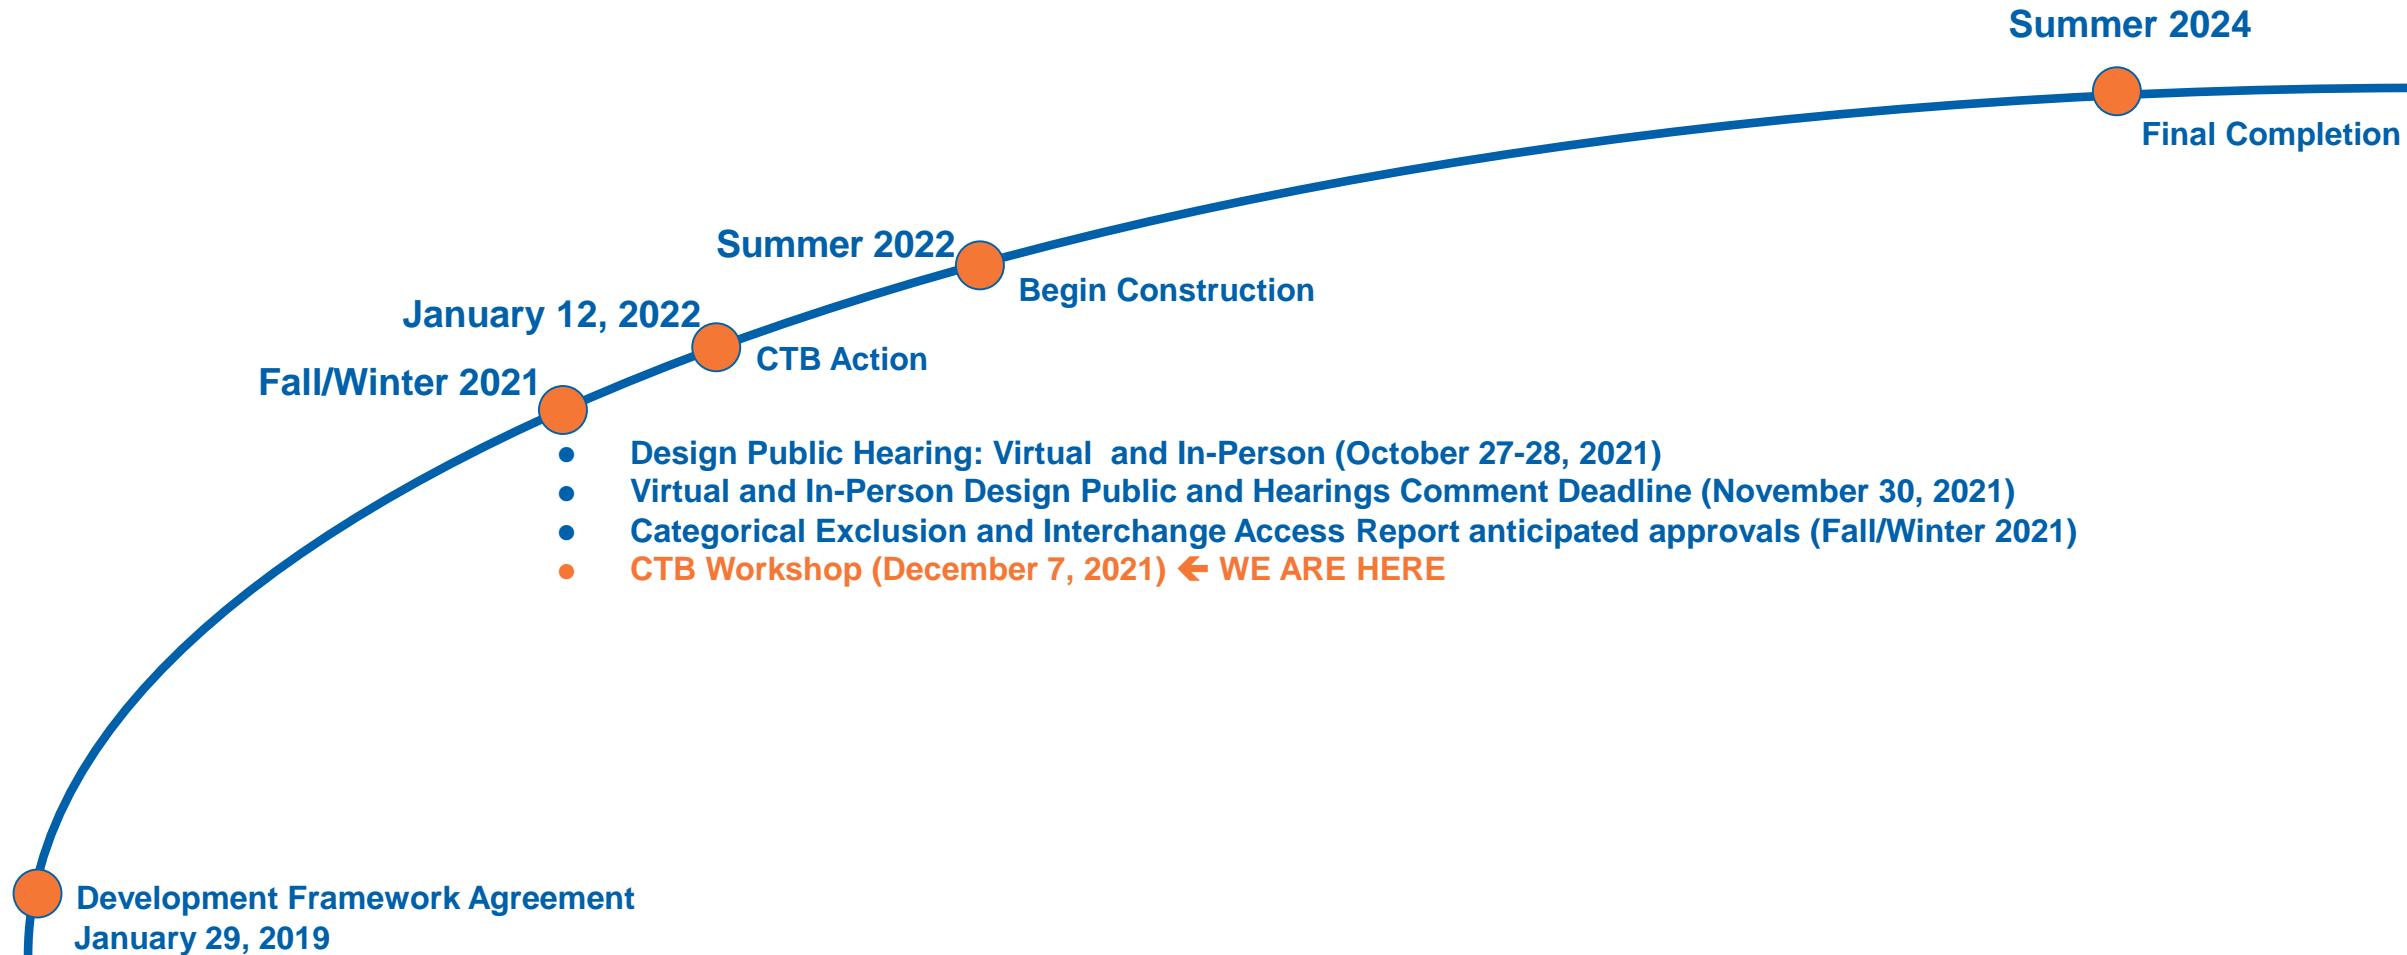 Summer 2024
Final Completion
Summer 2022
Begin Construction
January 12, 2022
CTB Action
Fall/Winter 2021
● Design Public Hearing: Virtual  and In-Person (October 27-28, 2021)
● Virtual and In-Person Design Public and Hearings Comment Deadline (November 30, 2021)
● Categorical Exclusion and Interchange Access Report anticipated approvals (Fall/Winter 2021)
● CTB Workshop (December 7, 2021) 🡸 WE ARE HERE
Development Framework Agreement
January 29, 2019